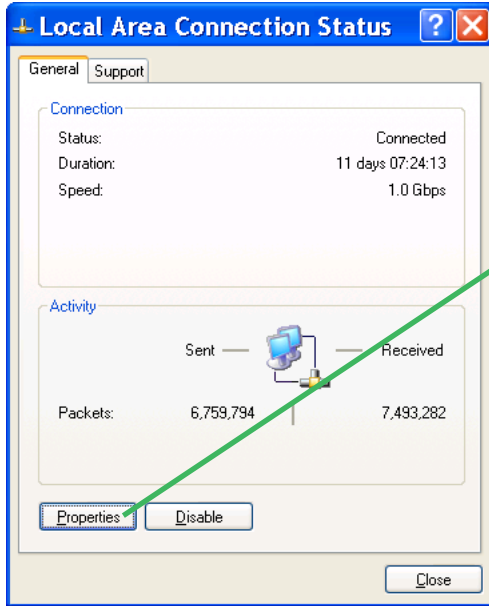 Local Area Connection Status
General Support
Connection
Status: Connected
Duration: 11 days 07:24:13
Speed: 1.0 Gbps
Activity
Sent Received
Packets: 6,759,794 7,493,282
Properties Disable
Close